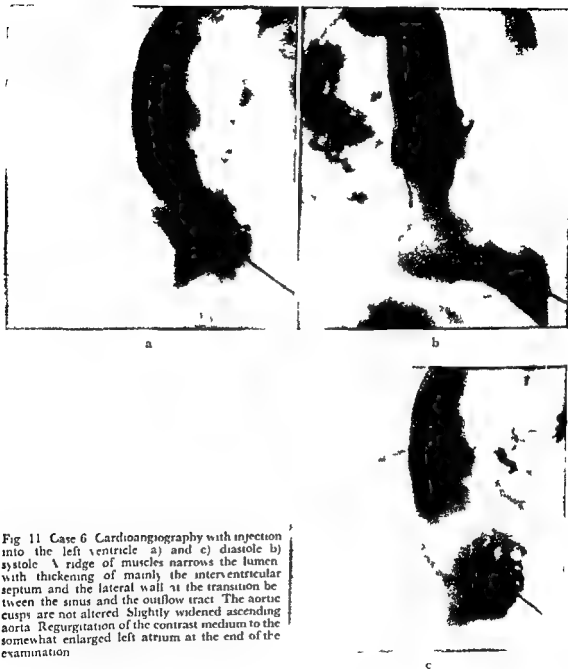 a
b
Fig 11 Case 6 Cardioangiography with injection
into the left ventricle a) and c) diastole b)
systole A ridge of muscles narrows the lumen
with thickening of mainly the interventricular
septum and the lateral wall at the transition be
tween the sinus and the outflow tract The aortic
cusps are not altered Slightly widened ascending
aorta Regurgitation of the contrast medium to the
somewhat enlarged left atrium at the end of the
examination
c